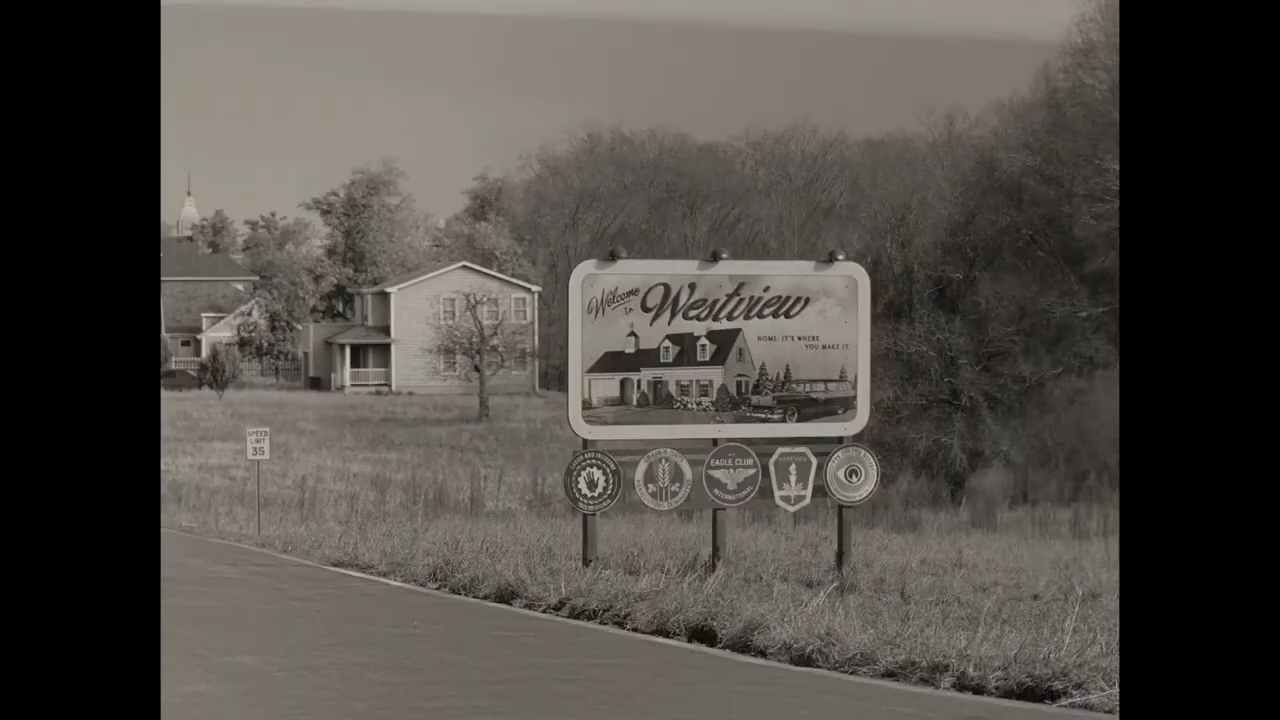 Welcome
to Westview
HOME: IT'S WHERE
YOU MAKE IT
SPEED
LIMIT
35
EAGLE CLUB
INTERNATIONAL